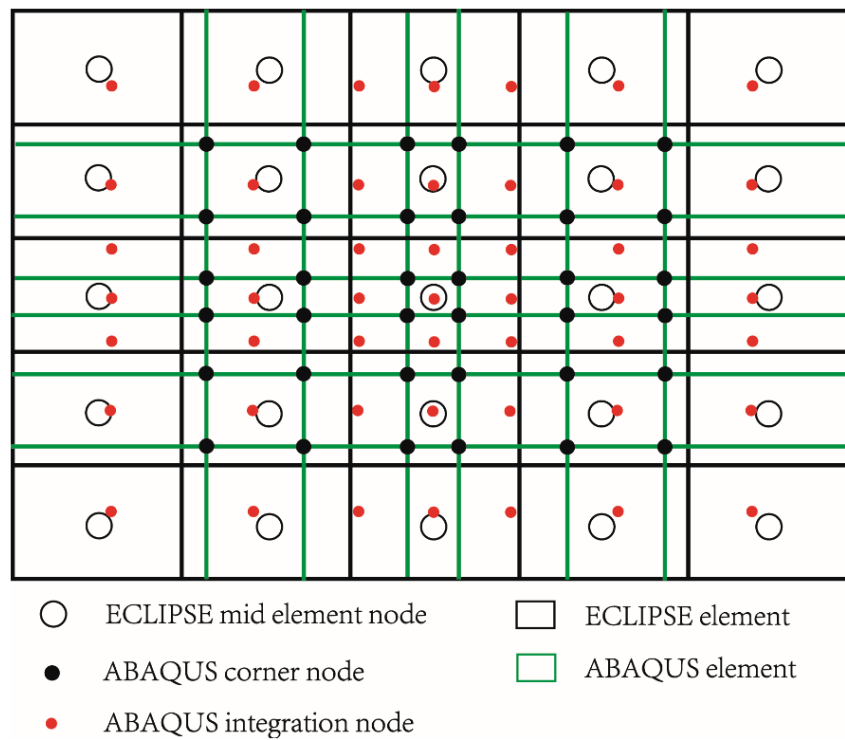 ECLIPSE mid element node
ECLIPSE element
ABAQUS corner node
ABAQUS element
ABAQUS integration node